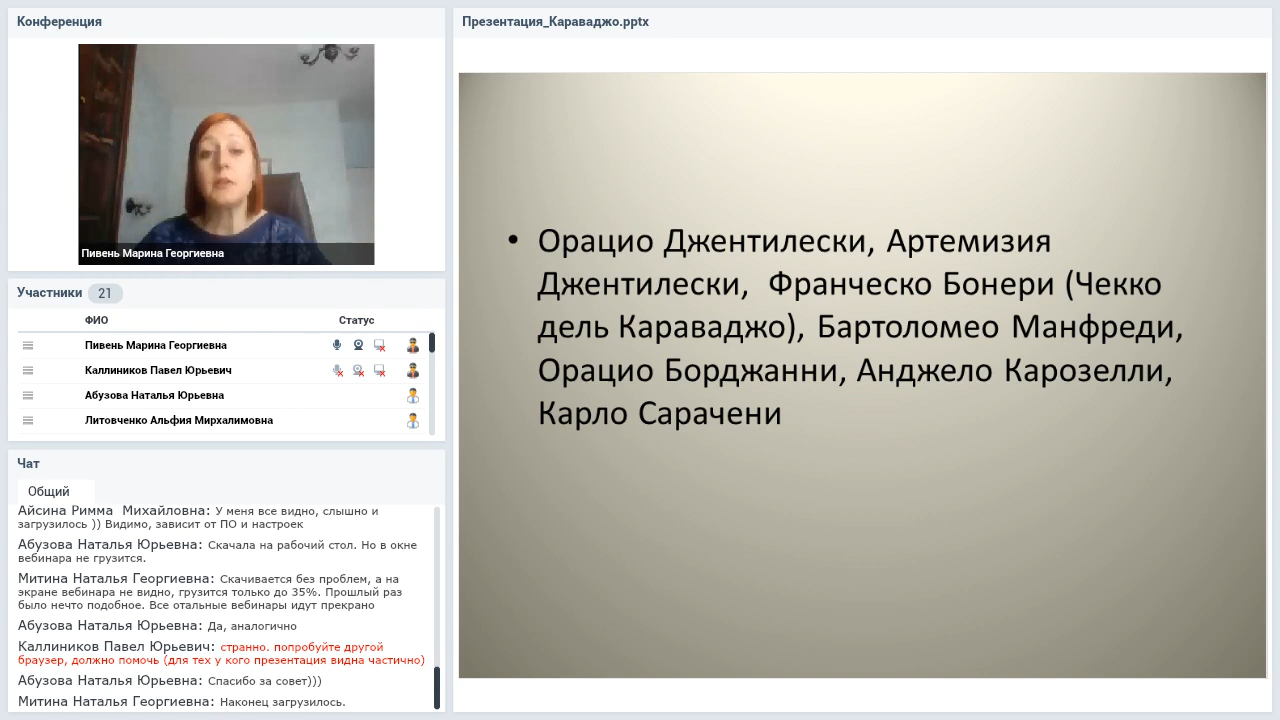 Конференция
Пивень Марина Георгиевна
Участники 21
ФИО Статус
Пивень Марина Георгиевна
Каллиников Павел Юрьевич
Абузова Наталья Юрьевна
Литовченко Альфия Мирхалимовна
Чат
Общий
Айсина Римма Михайловна: У меня все видно, слышно и
загрузилось )) Видимо, зависит от ПО и настроек
Абузова Наталья Юрьевна: Скачала на рабочий стол. Но в окне
вебинара не грузится.
Митина Наталья Георгиевна: Скачивается без проблем, а на
экране вебинара не видно, грузится только до 35%. Прошлый раз
было нечто подобное. Все отальные вебинары идут прекрано
Абузова Наталья Юрьевна: Да, аналогично
Каллиников Павел Юрьевич: странно. попробуйте другой
браузер, должно помочь (для тех у кого презентация видна частично)
Абузова Наталья Юрьевна: Спасибо за совет)))
Митина Наталья Георгиевна: Наконец загрузилось.
Презентация_Караваджо.pptx
• Орацио Джентилески, Артемизия
Джентилески, Франческо Бонери (Чекко
дель Караваджо), Бартоломео Манфреди,
Орацио Борджанни, Анджело Карозелли,
Карло Сарачени